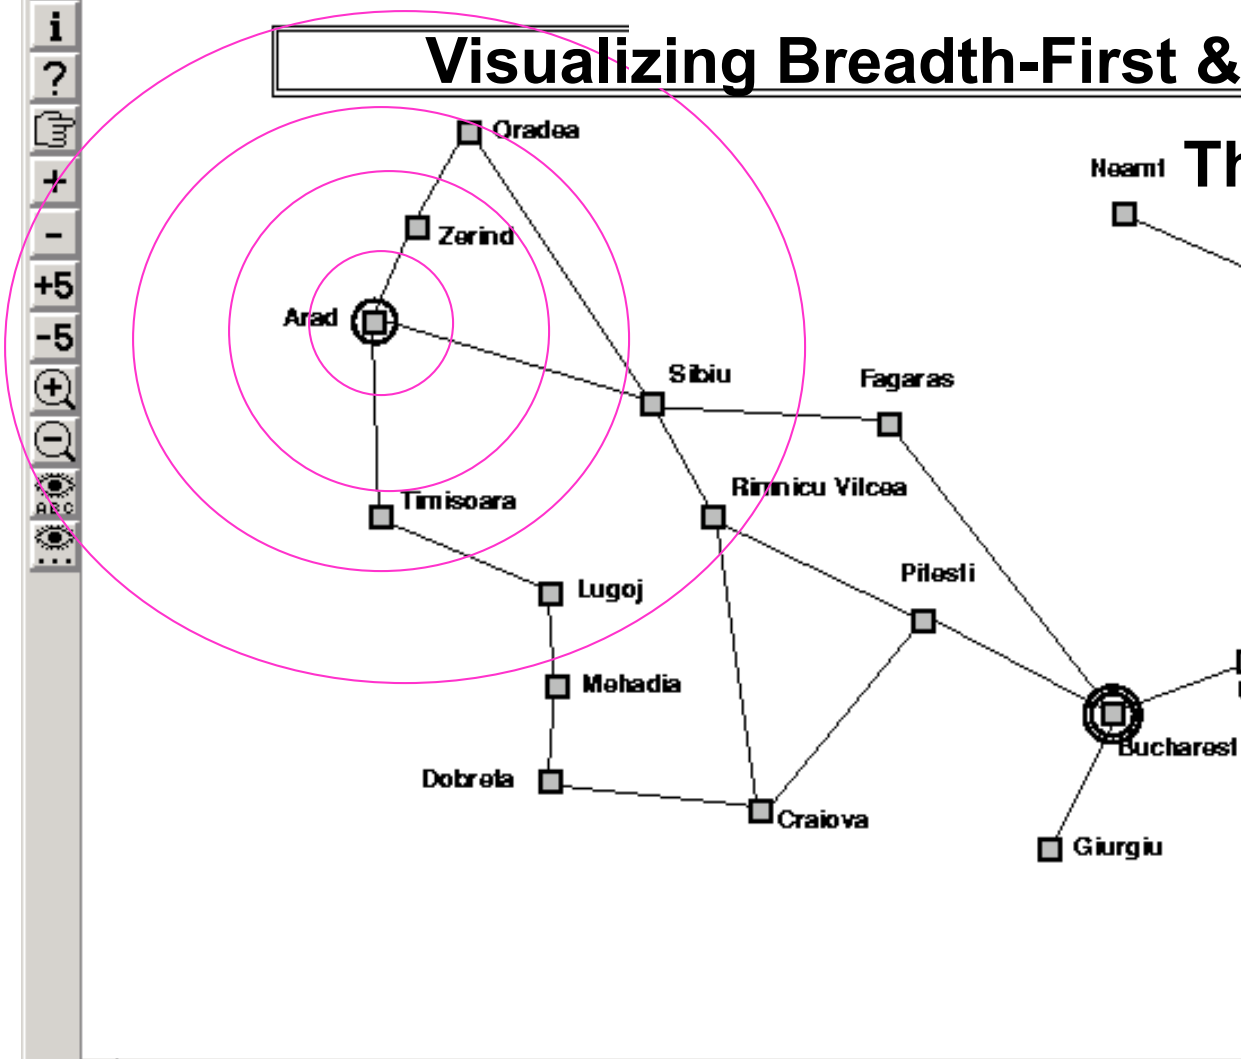 Visualizing Breadth-First &
i
?
Oradea
Neamt
Th
+
-
Zerind
+5
Arad
-5
Sibiu
Fagaras
Rimnicu Vilcea
ABC
Timisoara
Pitesti
Lugoj
Mehadia
Bucharest
Dobreta
Craiova
Giurgiu